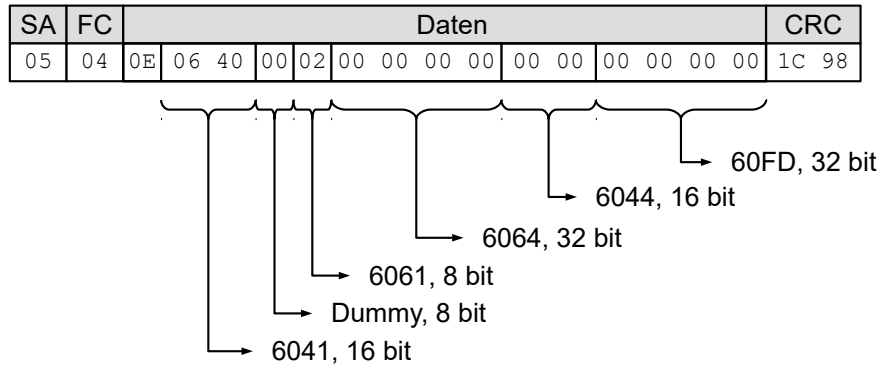 SA FC Daten CRC
05 04 0E 06 40 00 02 00 00 00 00 00 00 00 00 00 00 1C 98
60FD, 32 bit
6044, 16 bit
6064, 32 bit
6061, 8 bit
Dummy, 8 bit
6041, 16 bit